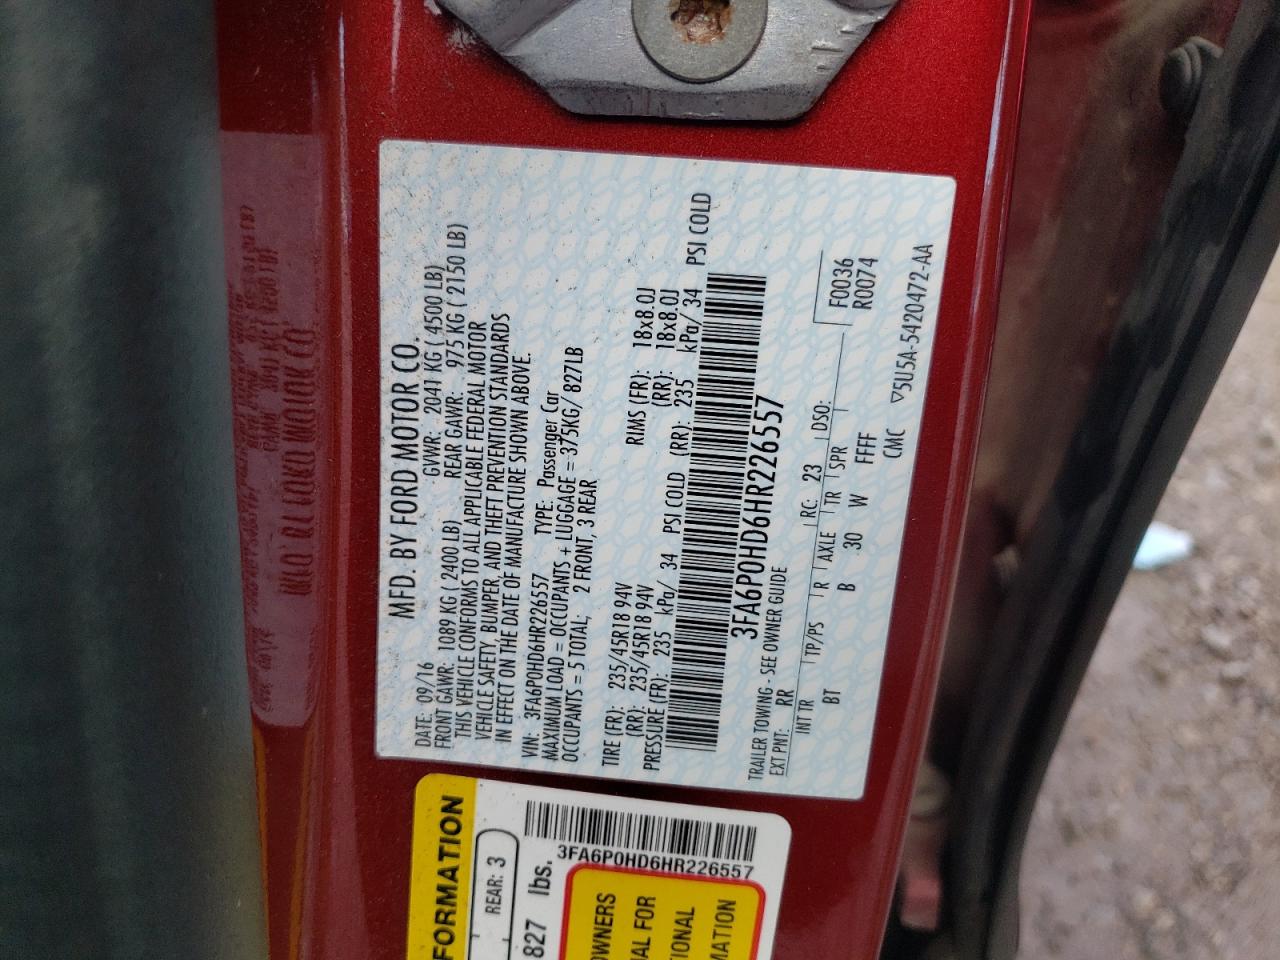 MFD. BY FORD MOTOR CO.
DATE: 09/16 GVWR: 2041 KG (4500 LB)
FRONT GAWR: 1089 KG (2400 LB) REAR GAWR: 975 KG (2150 LB)
THIS VEHICLE CONFORMS TO ALL APPLICABLE FEDERAL MOTOR
VEHICLE SAFETY, BUMPER, AND THEFT PREVENTION STANDARDS
IN EFFECT ON THE DATE OF MANUFACTURE SHOWN ABOVE.
VIN: 3FA6P0HD6HR226557 TYPE: Passenger Car
MAXIMUM LOAD = OCCUPANTS + LUGGAGE = 375KG/ 827LB
OCCUPANTS = 5 TOTAL: 2 FRONT, 3 REAR
TIRE (FR): 235/45R18 94V RIMS (FR): 18x8.0J
(RR): 235/45R18 94V (RR): 18x8.0J
PRESSURE (FR): 235 kPa/ 34 PSI COLD (RR): 235 kPa/ 34 PSI COLD
3FA6P0HD6HR226557
TRAILER TOWING - SEE OWNER GUIDE
EXT PNT: RR RC: 23 DSO: F0036
R0074
INT TR TP/PS R AXLE TR SPR
BT B 30 W FFFF
CMC ▽5U5A-5420472-AA
FORMATION
REAR: 3
827 lbs.
3FA6P0HD6HR226557
OWNERS